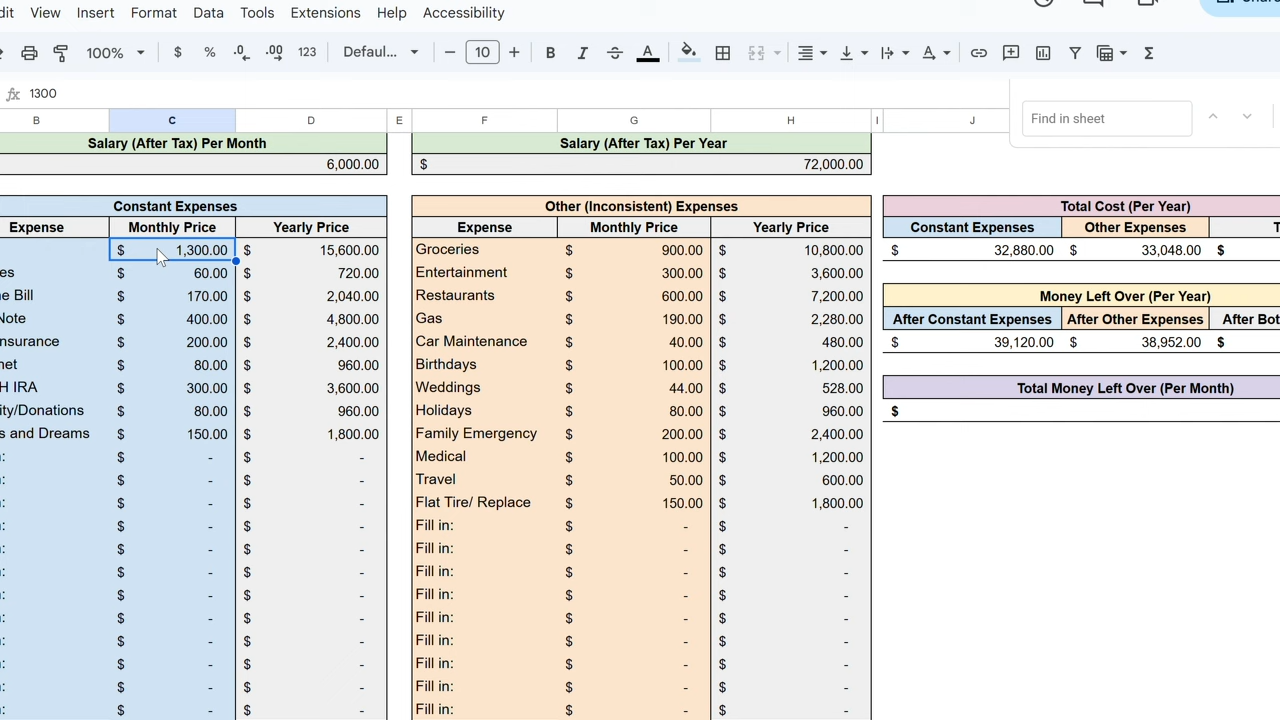 dit View Insert Format Data Tools Extensions Help Accessibility
100% $ % .0 .00 123 Defaul... − 10 + B I S A Σ
fx 1300
Find in sheet
B C D E F G H I J
Salary (After Tax) Per Month Salary (After Tax) Per Year
6,000.00 $ 72,000.00
Constant Expenses Other (Inconsistent) Expenses Total Cost (Per Year)
Expense Monthly Price Yearly Price Expense Monthly Price Yearly Price Constant Expenses Other Expenses T
$ 1,300.00 $ 15,600.00 Groceries $ 900.00 $ 10,800.00 $ 32,880.00 $ 33,048.00 $
es $ 60.00 $ 720.00 Entertainment $ 300.00 $ 3,600.00
e Bill $ 170.00 $ 2,040.00 Restaurants $ 600.00 $ 7,200.00 Money Left Over (Per Year)
Note $ 400.00 $ 4,800.00 Gas $ 190.00 $ 2,280.00 After Constant Expenses After Other Expenses After Bot
nsurance $ 200.00 $ 2,400.00 Car Maintenance $ 40.00 $ 480.00 $ 39,120.00 $ 38,952.00 $
net $ 80.00 $ 960.00 Birthdays $ 100.00 $ 1,200.00
H IRA $ 300.00 $ 3,600.00 Weddings $ 44.00 $ 528.00 Total Money Left Over (Per Month)
ity/Donations $ 80.00 $ 960.00 Holidays $ 80.00 $ 960.00 $
s and Dreams $ 150.00 $ 1,800.00 Family Emergency $ 200.00 $ 2,400.00
: $ - $ - Medical $ 100.00 $ 1,200.00
: $ - $ - Travel $ 50.00 $ 600.00
: $ - $ - Flat Tire/ Replace $ 150.00 $ 1,800.00
: $ - $ - Fill in: $ - $ -
: $ - $ - Fill in: $ - $ -
: $ - $ - Fill in: $ - $ -
: $ - $ - Fill in: $ - $ -
: $ - $ - Fill in: $ - $ -
: $ - $ - Fill in: $ - $ -
: $ - $ - Fill in: $ - $ -
: $ - $ - Fill in: $ - $ -
: $ - $ - Fill in: $ - $ -